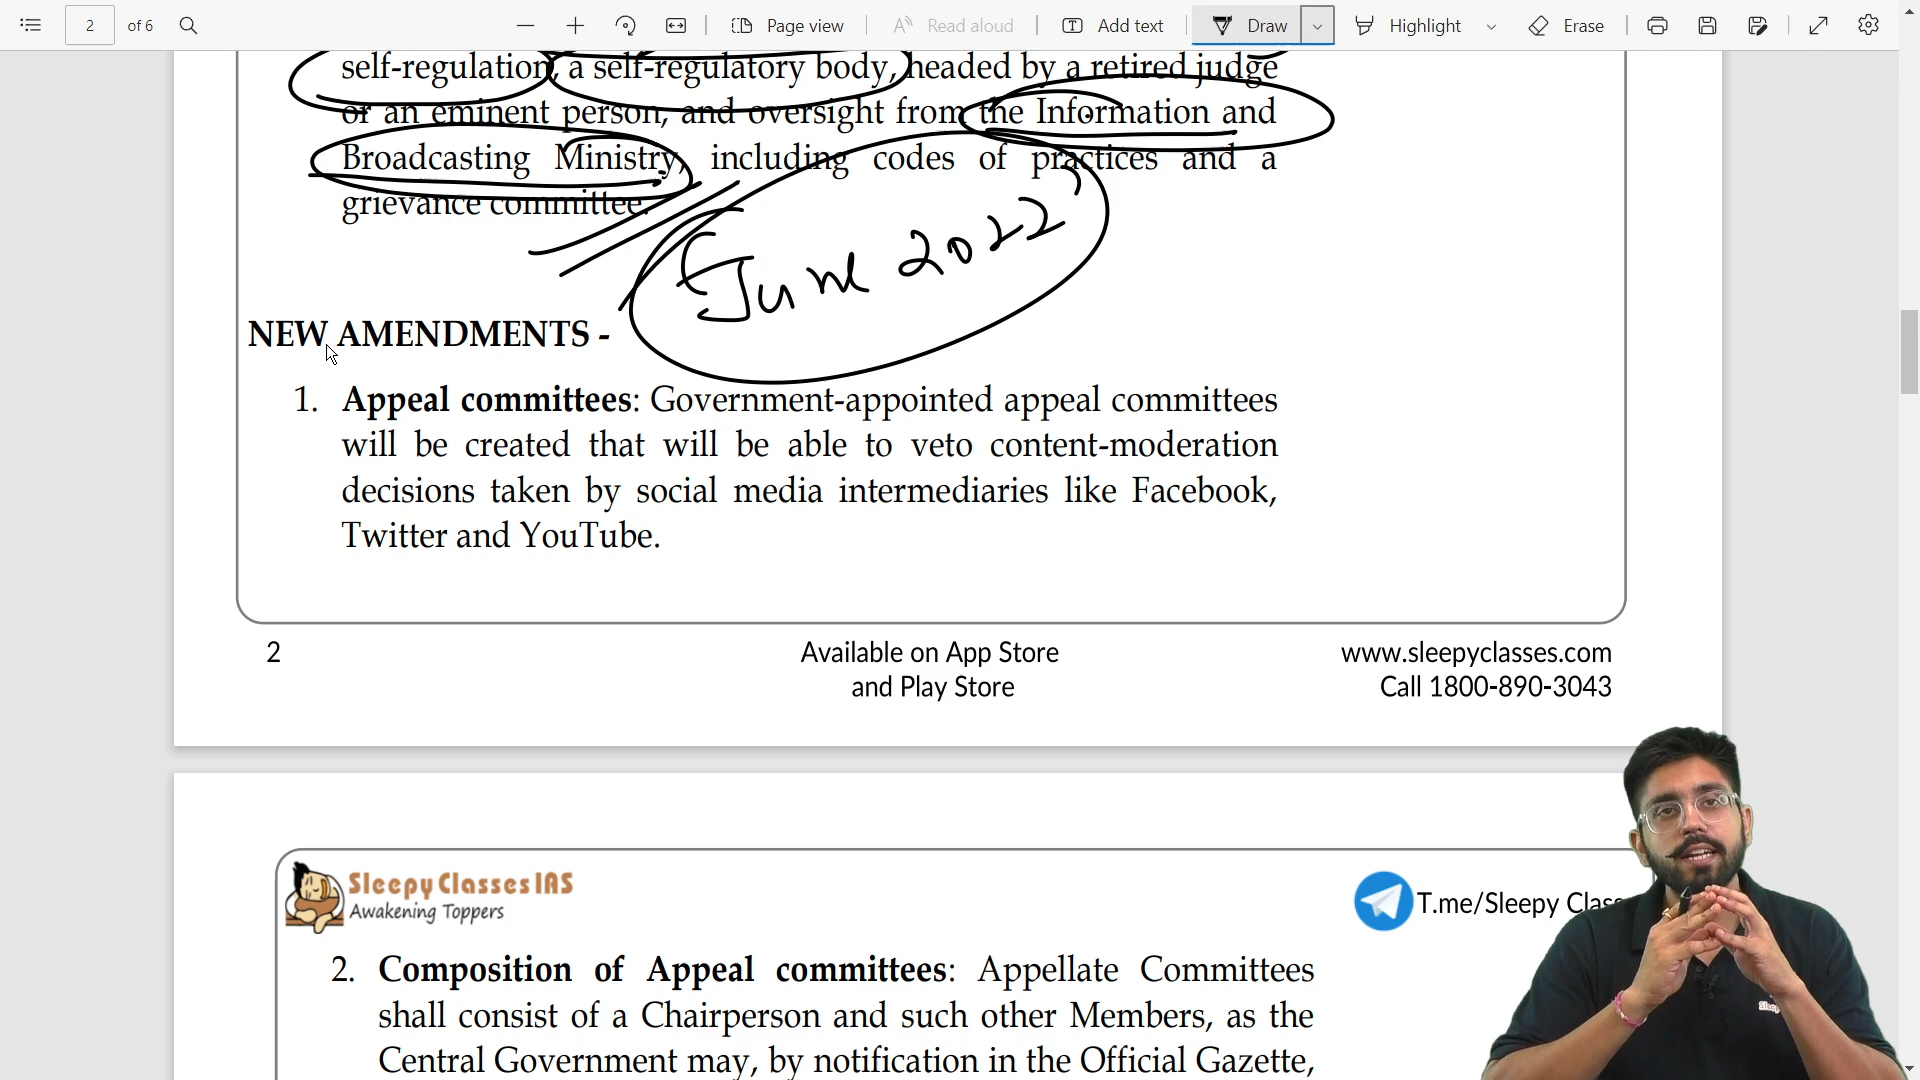 2 of 6 Page view Read aloud Add text Draw Highlight Erase
self-regulation, a self-regulatory body, headed by a retired judge
or an eminent person, and oversight from the Information and
Broadcasting Ministry, including codes of practices and a
grievance committee.
June 2022
NEW AMENDMENTS -
1. Appeal committees: Government-appointed appeal committees
will be created that will be able to veto content-moderation
decisions taken by social media intermediaries like Facebook,
Twitter and YouTube.
2 Available on App Store www.sleepyclasses.com
and Play Store Call 1800-890-3043
Sleepy Classes IAS
Awakening Toppers
T.me/Sleepy Class
2. Composition of Appeal committees: Appellate Committees
shall consist of a Chairperson and such other Members, as the
Central Government may, by notification in the Official Gazette,